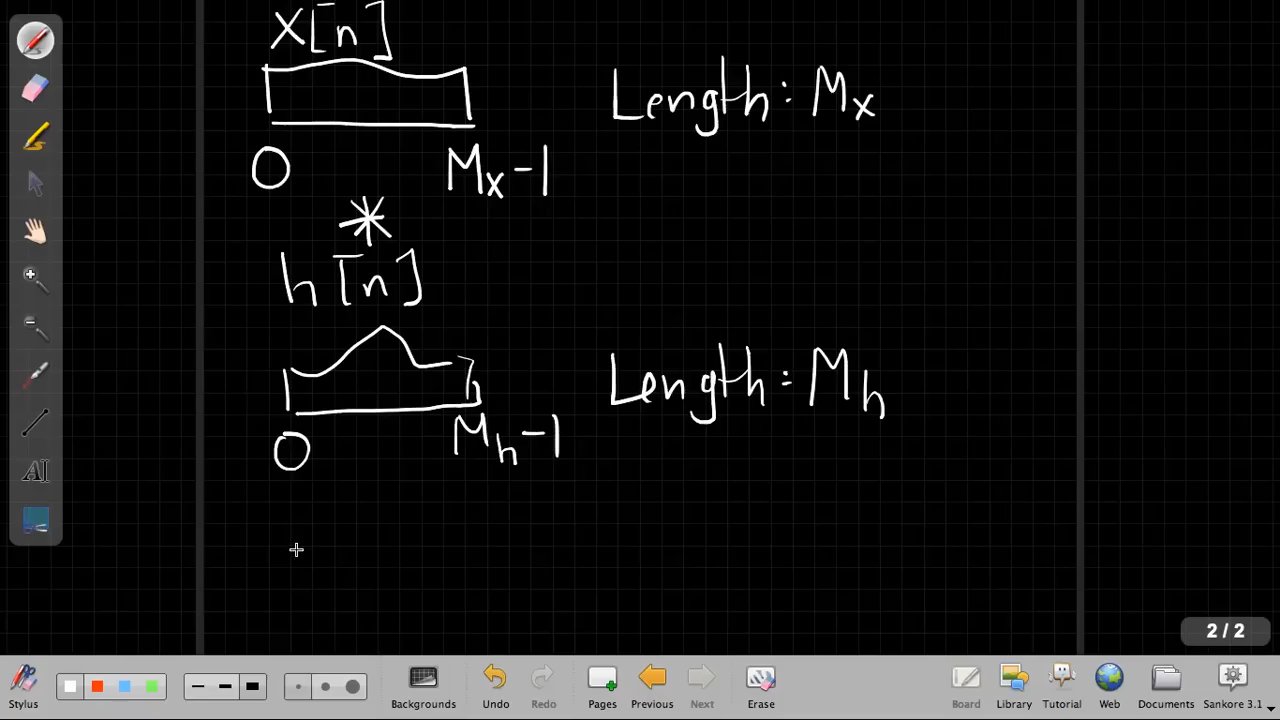 x[n]
Length: Mx
0 Mx-1
*
h[n]
Length: Mh
0 Mh-1
AI
2 / 2
Stylus
Backgrounds
Undo
Redo
Pages
Previous
Next
Erase
Board
Library
Tutorial
Web
Documents
Sankore 3.1